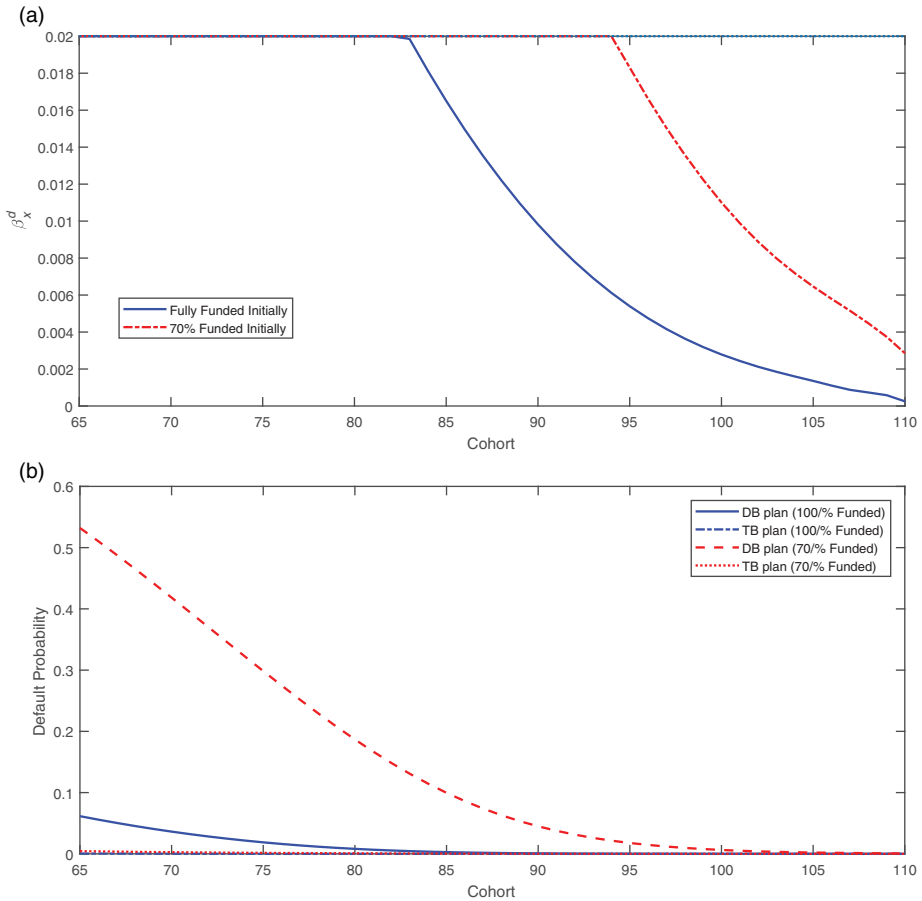 (a)
0.02
0.018
0.016
0.014
0.012
0.01
0.008
0.006
0.004
0.002
0
β_x^d
Fully Funded Initially
70% Funded Initially
65 70 75 80 85 90 95 100 105 110
Cohort
(b)
0.6
0.5
0.4
0.3
0.2
0.1
0
Default Probability
DB plan (100/% Funded)
TB plan (100/% Funded)
DB plan (70/% Funded)
TB plan (70/% Funded)
65 70 75 80 85 90 95 100 105 110
Cohort